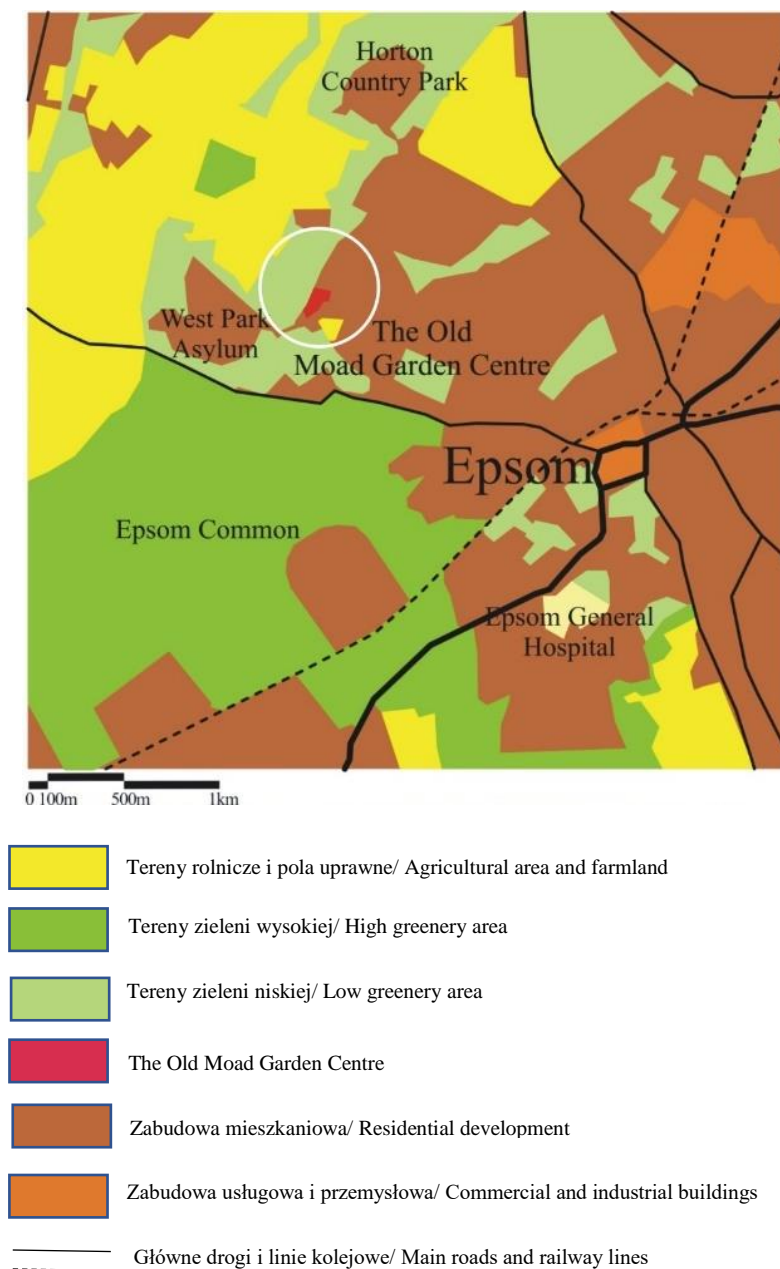 Horton
Country Park
West Park
Asylum
The Old
Moad Garden Centre
Epsom
Epsom Common
Epsom General
Hospital
0 100m 500m 1km
Tereny rolnicze i pola uprawne/ Agricultural area and farmland
Tereny zieleni wysokiej/ High greenery area
Tereny zieleni niskiej/ Low greenery area
The Old Moad Garden Centre
Zabudowa mieszkaniowa/ Residential development
Zabudowa usługowa i przemysłowa/ Commercial and industrial buildings
Główne drogi i linie kolejowe/ Main roads and railway lines